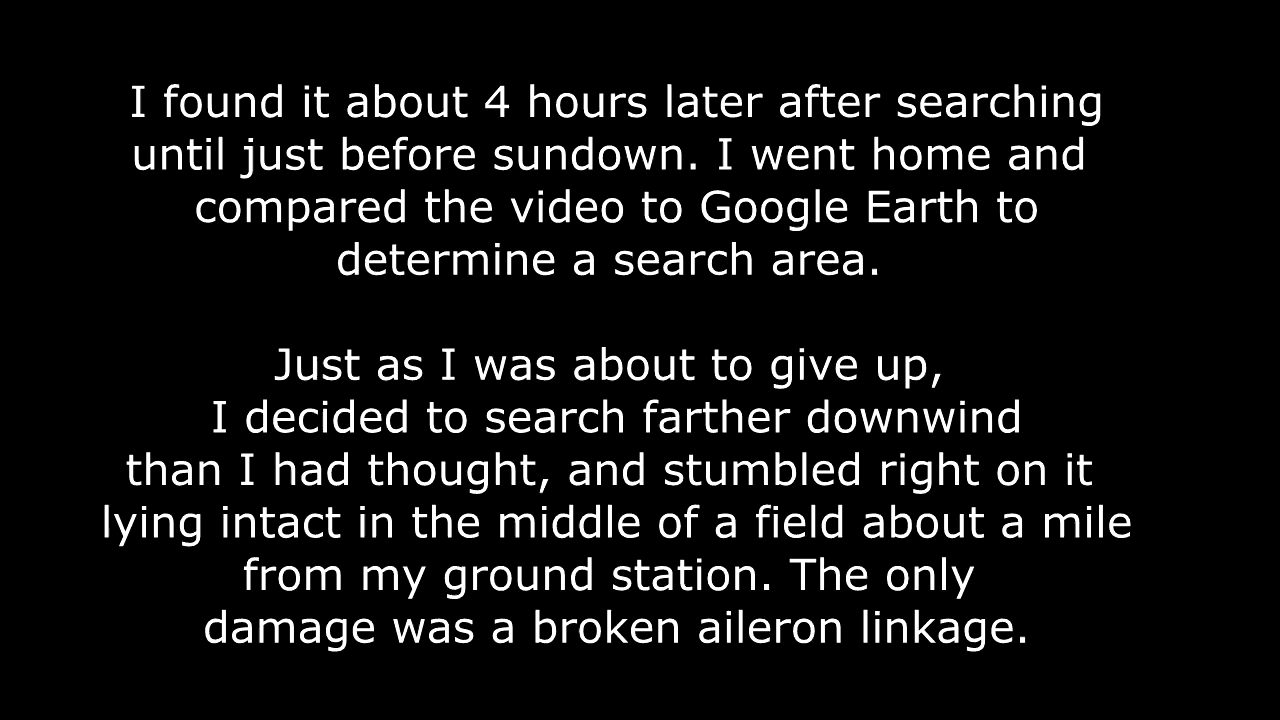 I found it about 4 hours later after searching
until just before sundown. I went home and
compared the video to Google Earth to
determine a search area.
Just as I was about to give up,
I decided to search farther downwind
than I had thought, and stumbled right on it
lying intact in the middle of a field about a mile
from my ground station. The only
damage was a broken aileron linkage.